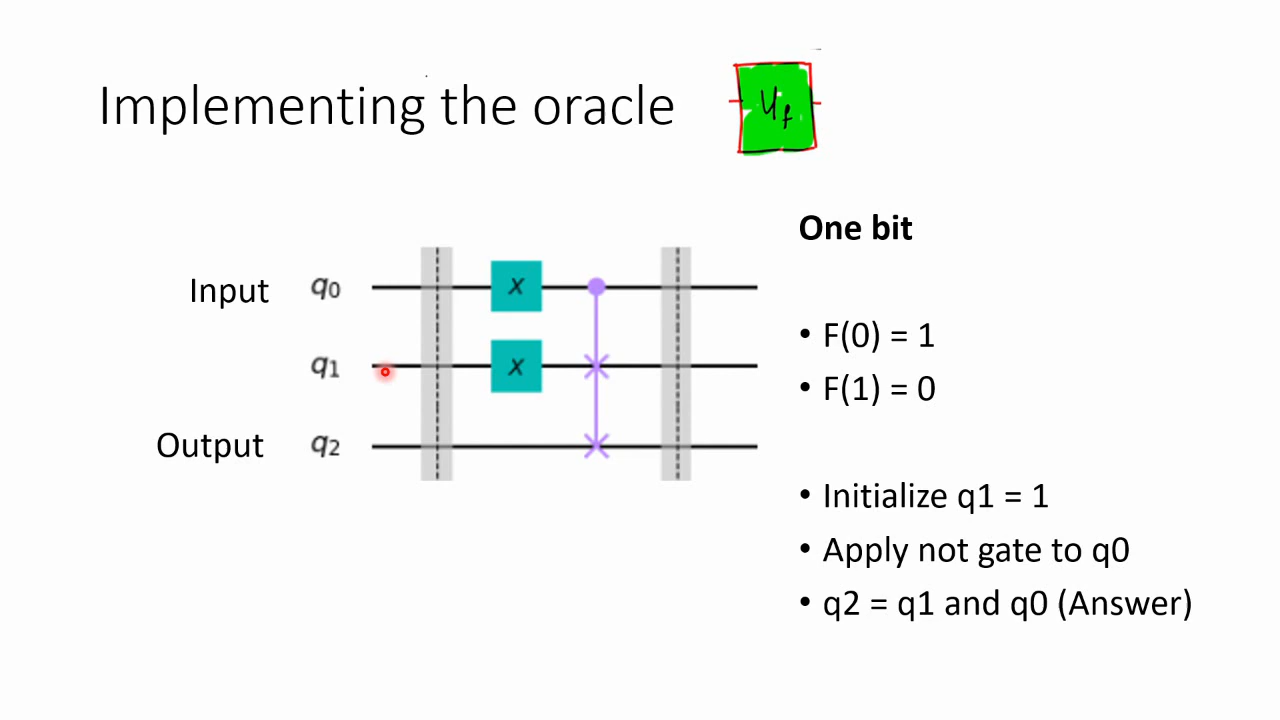 Implementing the oracle
U_f
One bit
Input q0 X
q1 X
Output q2
• F(0) = 1
• F(1) = 0
• Initialize q1 = 1
• Apply not gate to q0
• q2 = q1 and q0 (Answer)